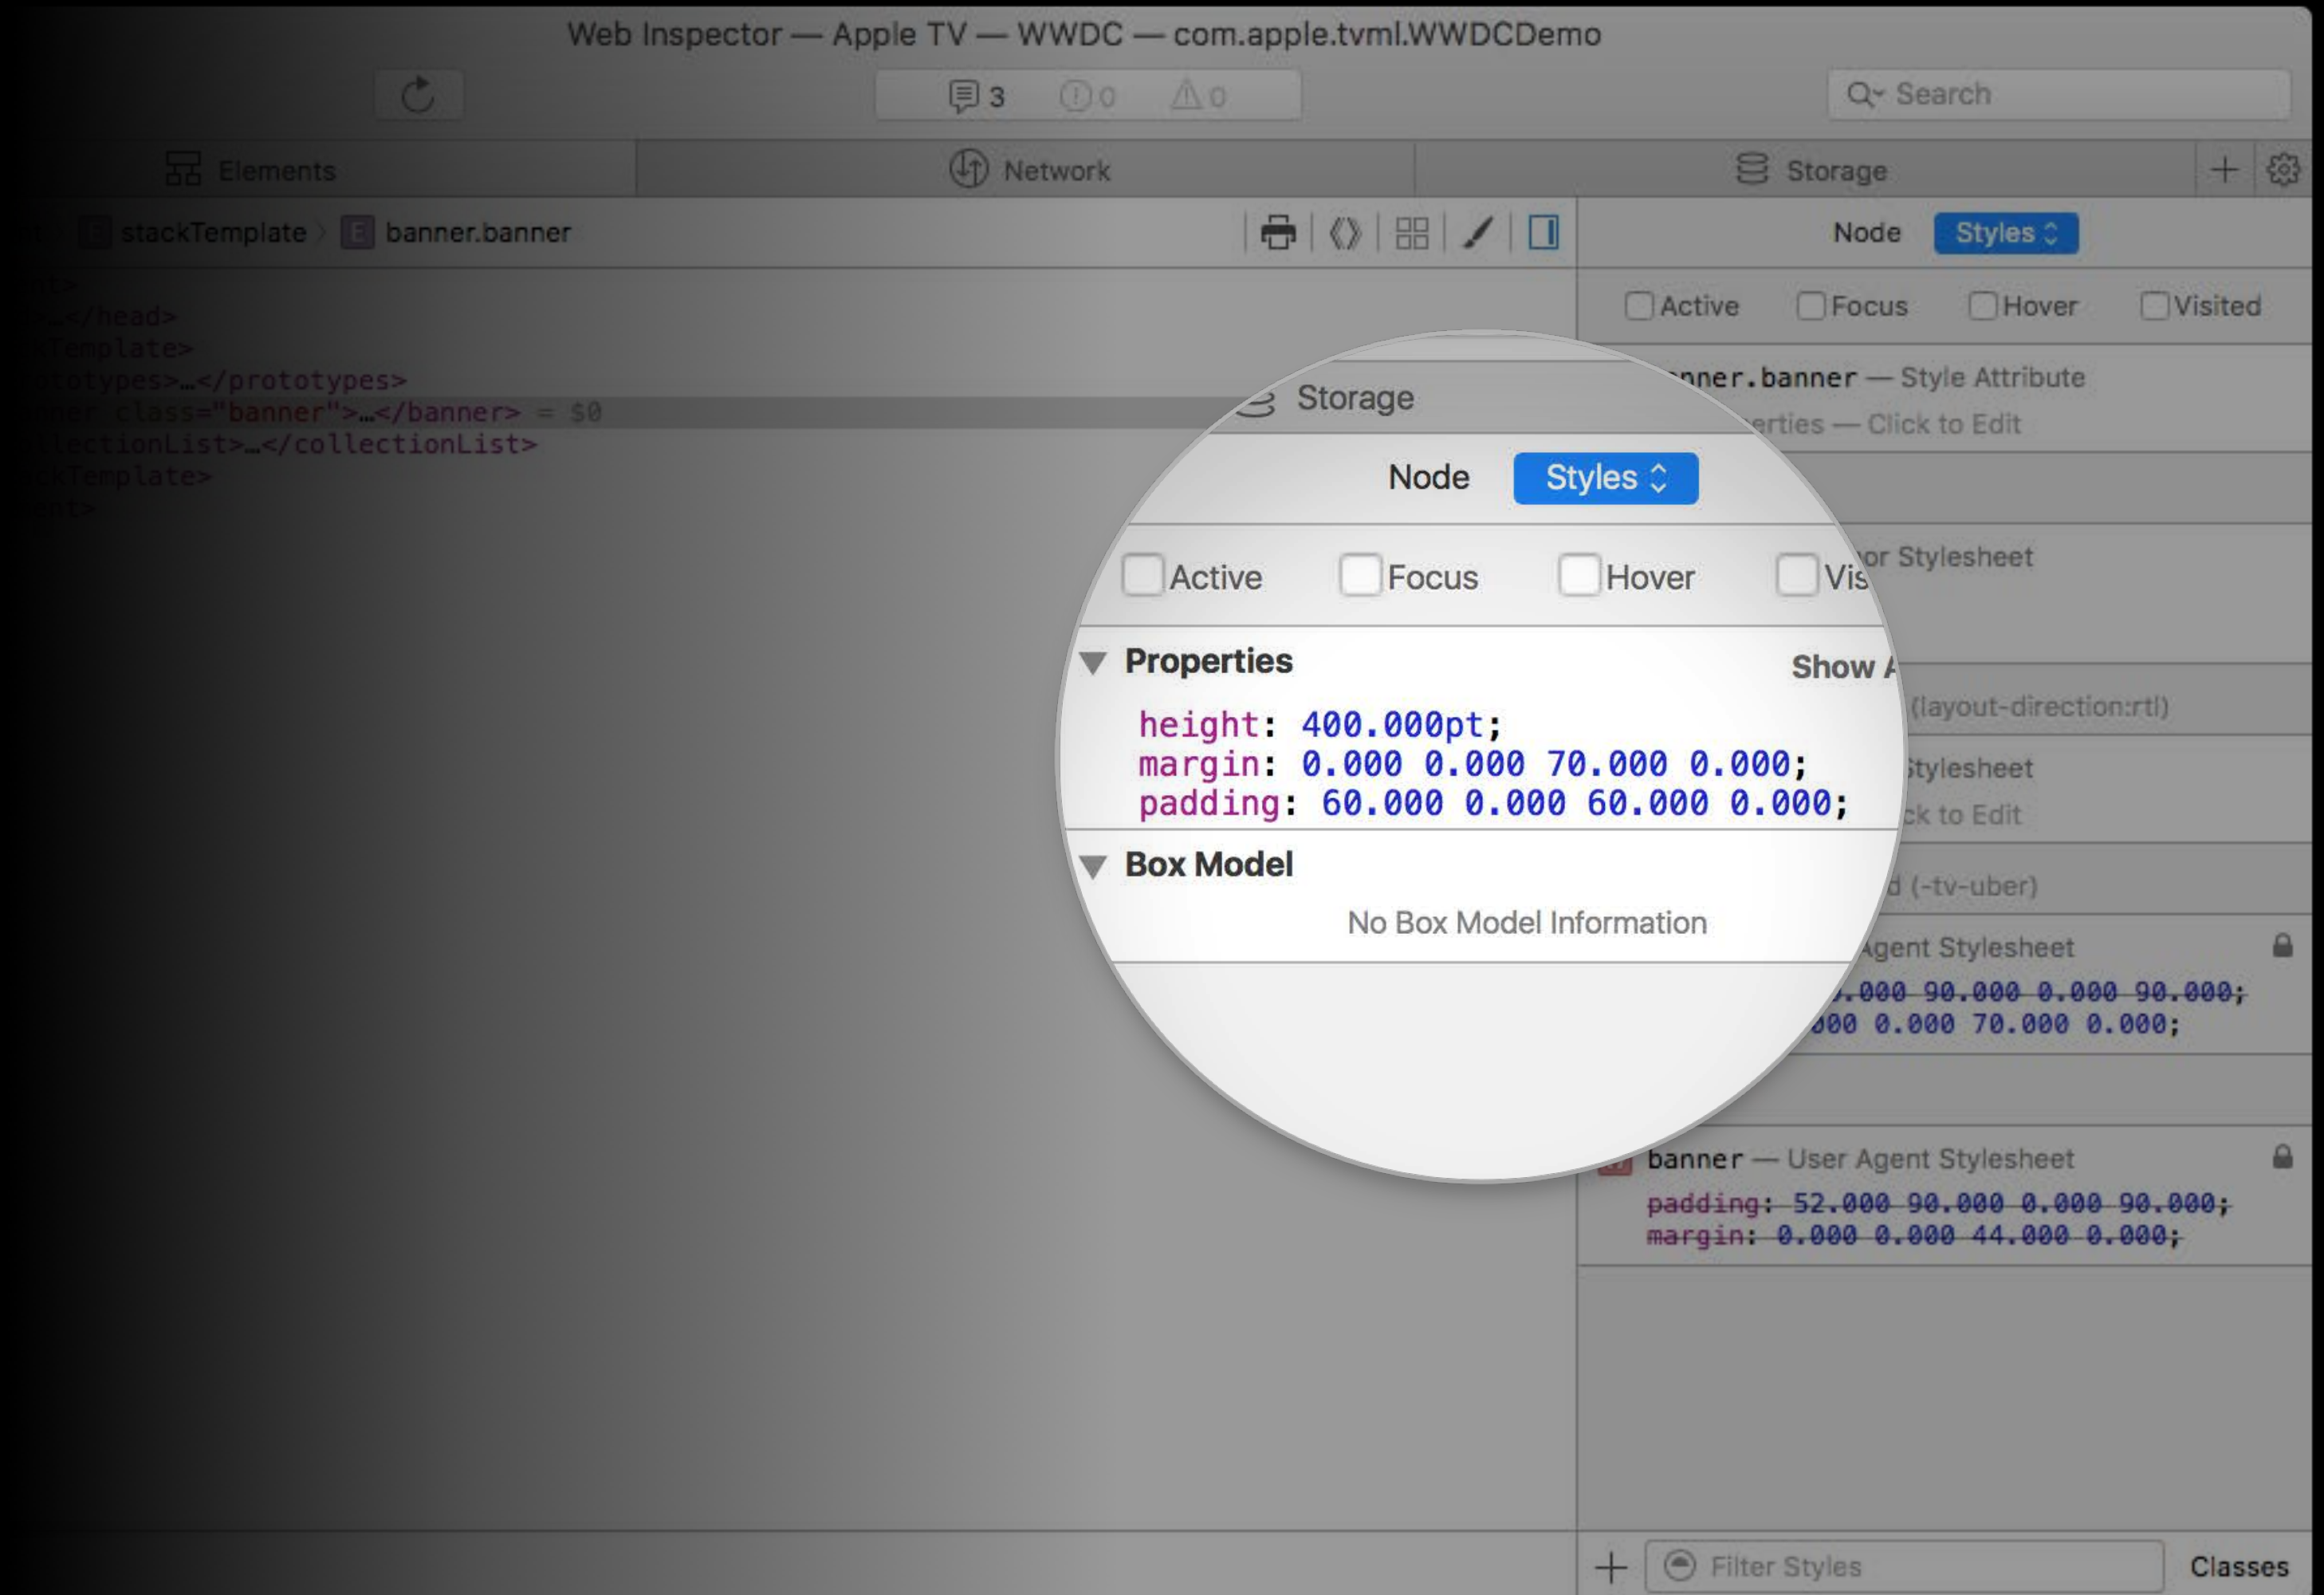 Web Inspector — Apple TV — WWDC — com.apple.tvml.WWDCDemo
3 0 0
Search
Elements
Network
Storage
stackTemplate
banner.banner
Node Styles
Active Focus Hover Visited
…</head>
Template>
ototypes>…</prototypes>
class="banner">…</banner> = $0
llectionList>…</collectionList>
ckTemplate>
ent>
nner.banner — Style Attribute
erties — Click to Edit
or Stylesheet
(layout-direction:rtl)
Stylesheet
ck to Edit
d (-tv-uber)
Agent Stylesheet
.000 90.000 0.000 90.000;
000 0.000 70.000 0.000;
banner — User Agent Stylesheet
padding: 52.000 90.000 0.000 90.000;
margin: 0.000 0.000 44.000 0.000;
Storage
Node Styles
Active Focus Hover Vis
Properties
Show A
height: 400.000pt;
margin: 0.000 0.000 70.000 0.000;
padding: 60.000 0.000 60.000 0.000;
Box Model
No Box Model Information
Filter Styles
Classes